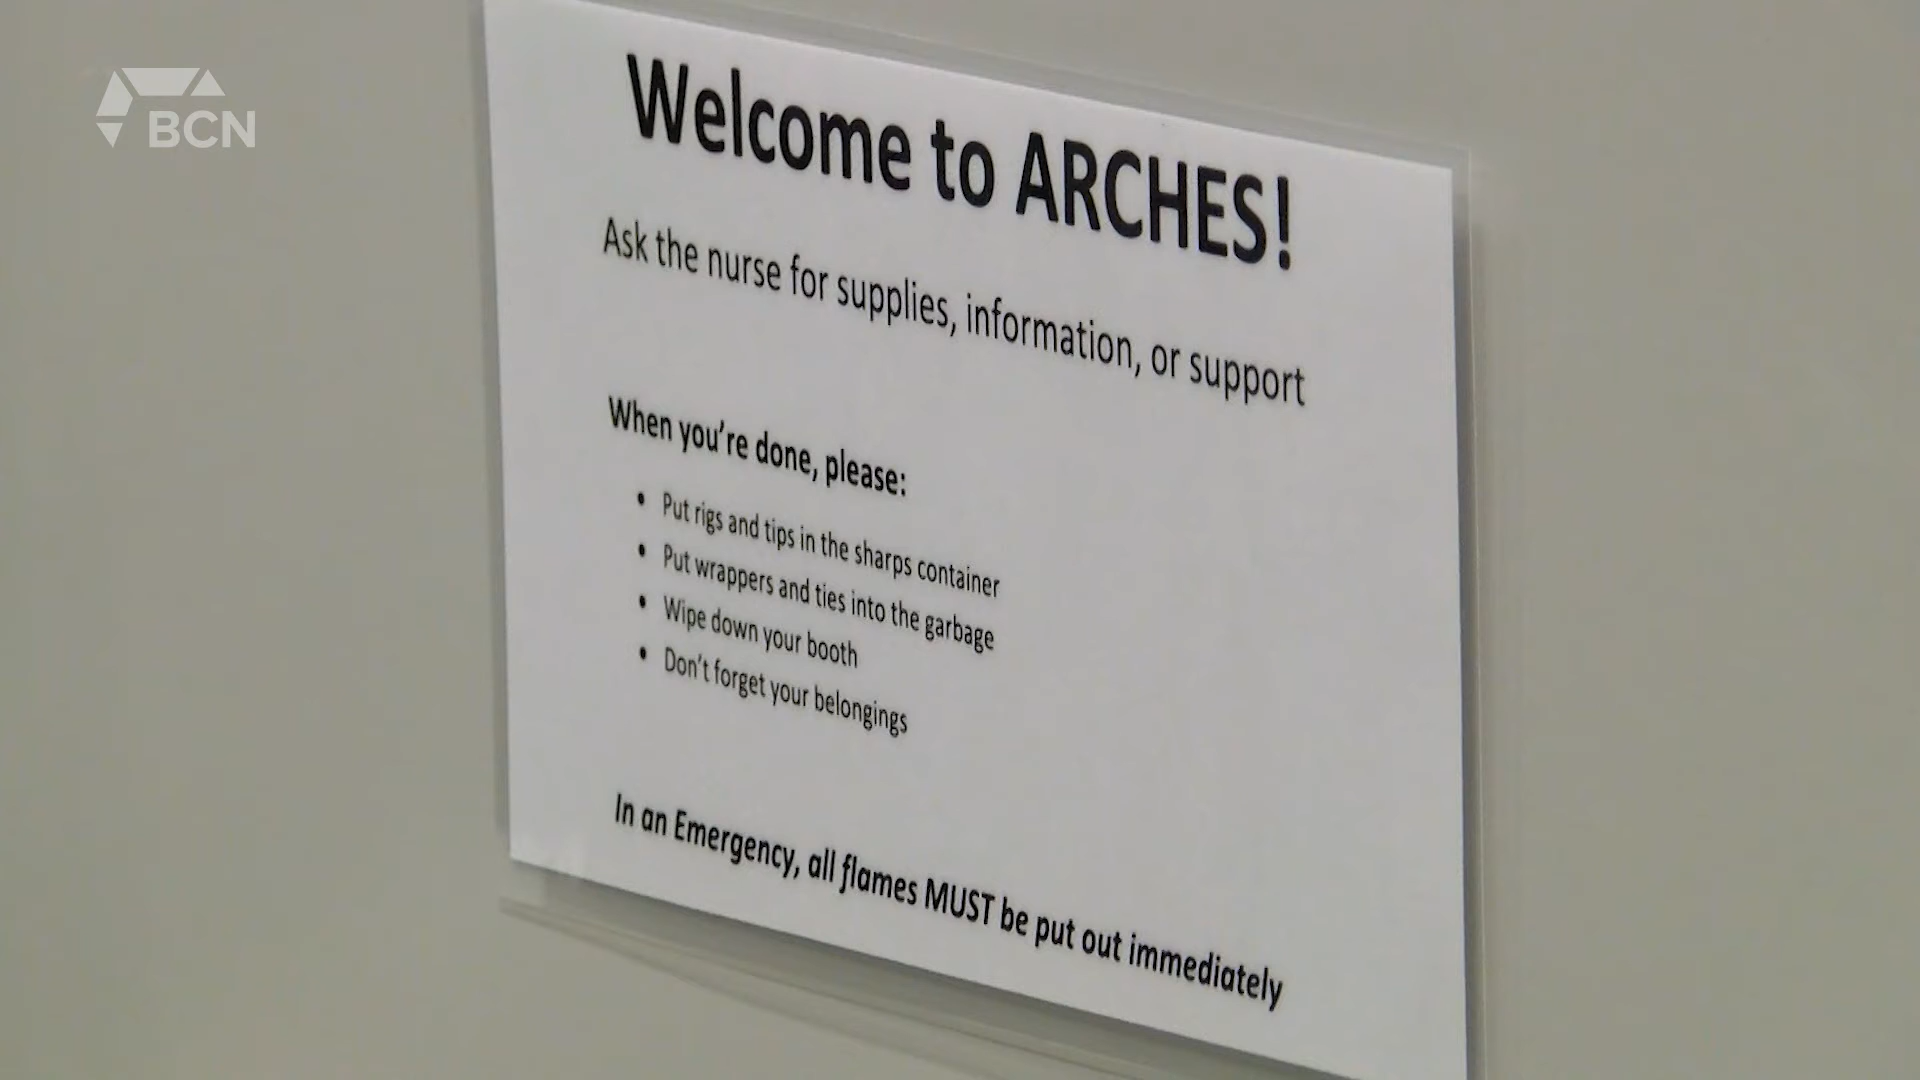 BCN
Welcome to ARCHES!
Ask the nurse for supplies, information, or support
When you're done, please:
• Put rigs and tips in the sharps container
• Put wrappers and ties into the garbage
• Wipe down your booth
• Don't forget your belongings
In an Emergency, all flames MUST be put out immediately